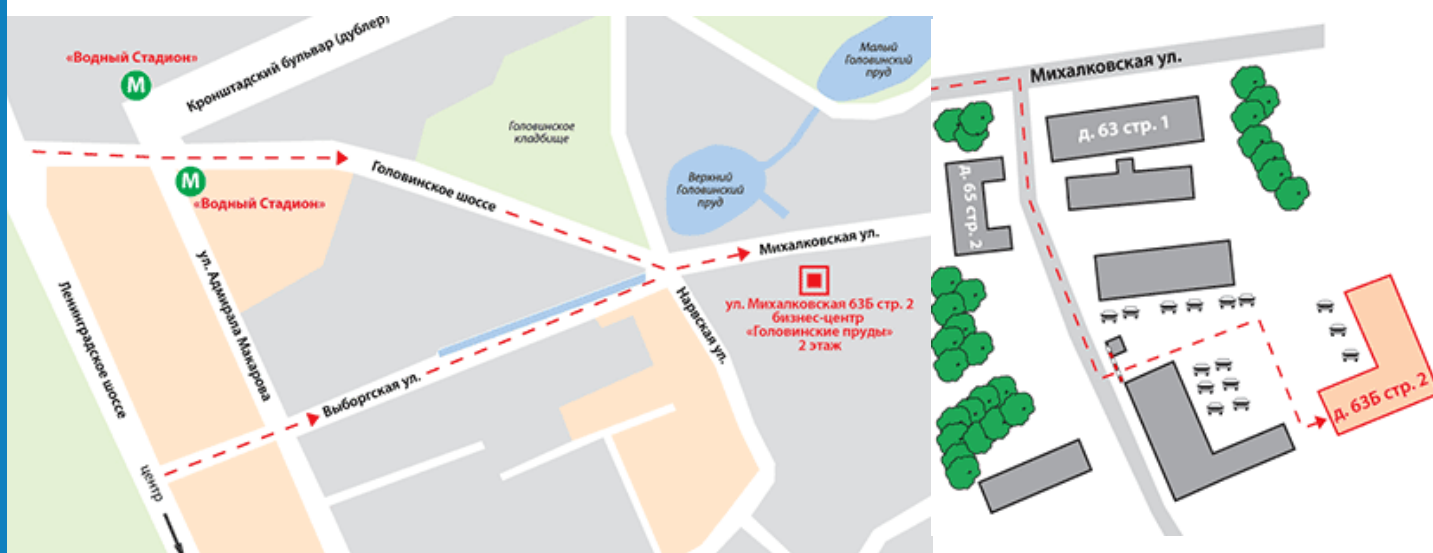 «Водный Стадион»
М
Кронштадский бульвар (дублер)
Малый
Головинский
пруд
Головинское
кладбище
М
«Водный Стадион»
Головинское шоссе
Верхний
Головинский
пруд
Михалковская ул.
ул. Михалковская 63Б стр. 2
бизнес-центр
«Головинские пруды»
2 этаж
ул. Адмирала Макарова
Ленинградское шоссе
Нарвская ул.
Выборгская ул.
центр
Михалковская ул.
д. 63 стр. 1
д. 65 стр. 2
д. 63Б стр. 2